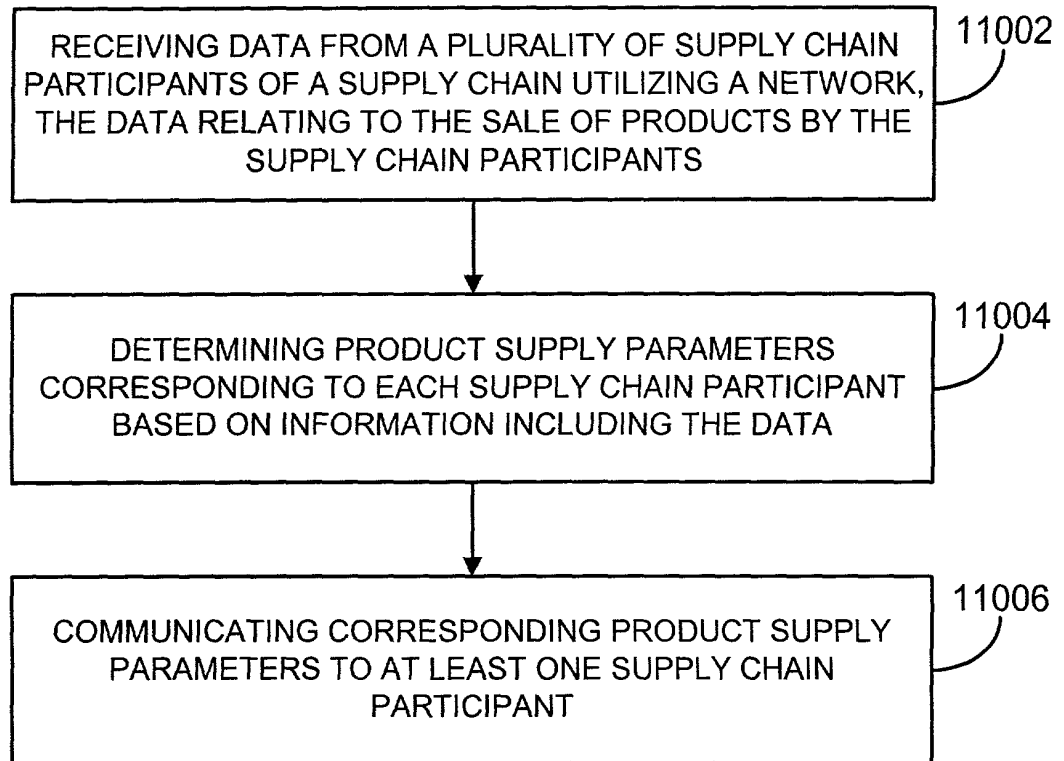 RECEIVING DATA FROM A PLURALITY OF SUPPLY CHAIN
PARTICIPANTS OF A SUPPLY CHAIN UTILIZING A NETWORK,
THE DATA RELATING TO THE SALE OF PRODUCTS BY THE
SUPPLY CHAIN PARTICIPANTS
11002
DETERMINING PRODUCT SUPPLY PARAMETERS
CORRESPONDING TO EACH SUPPLY CHAIN PARTICIPANT
BASED ON INFORMATION INCLUDING THE DATA
11004
COMMUNICATING CORRESPONDING PRODUCT SUPPLY
PARAMETERS TO AT LEAST ONE SUPPLY CHAIN
PARTICIPANT
11006